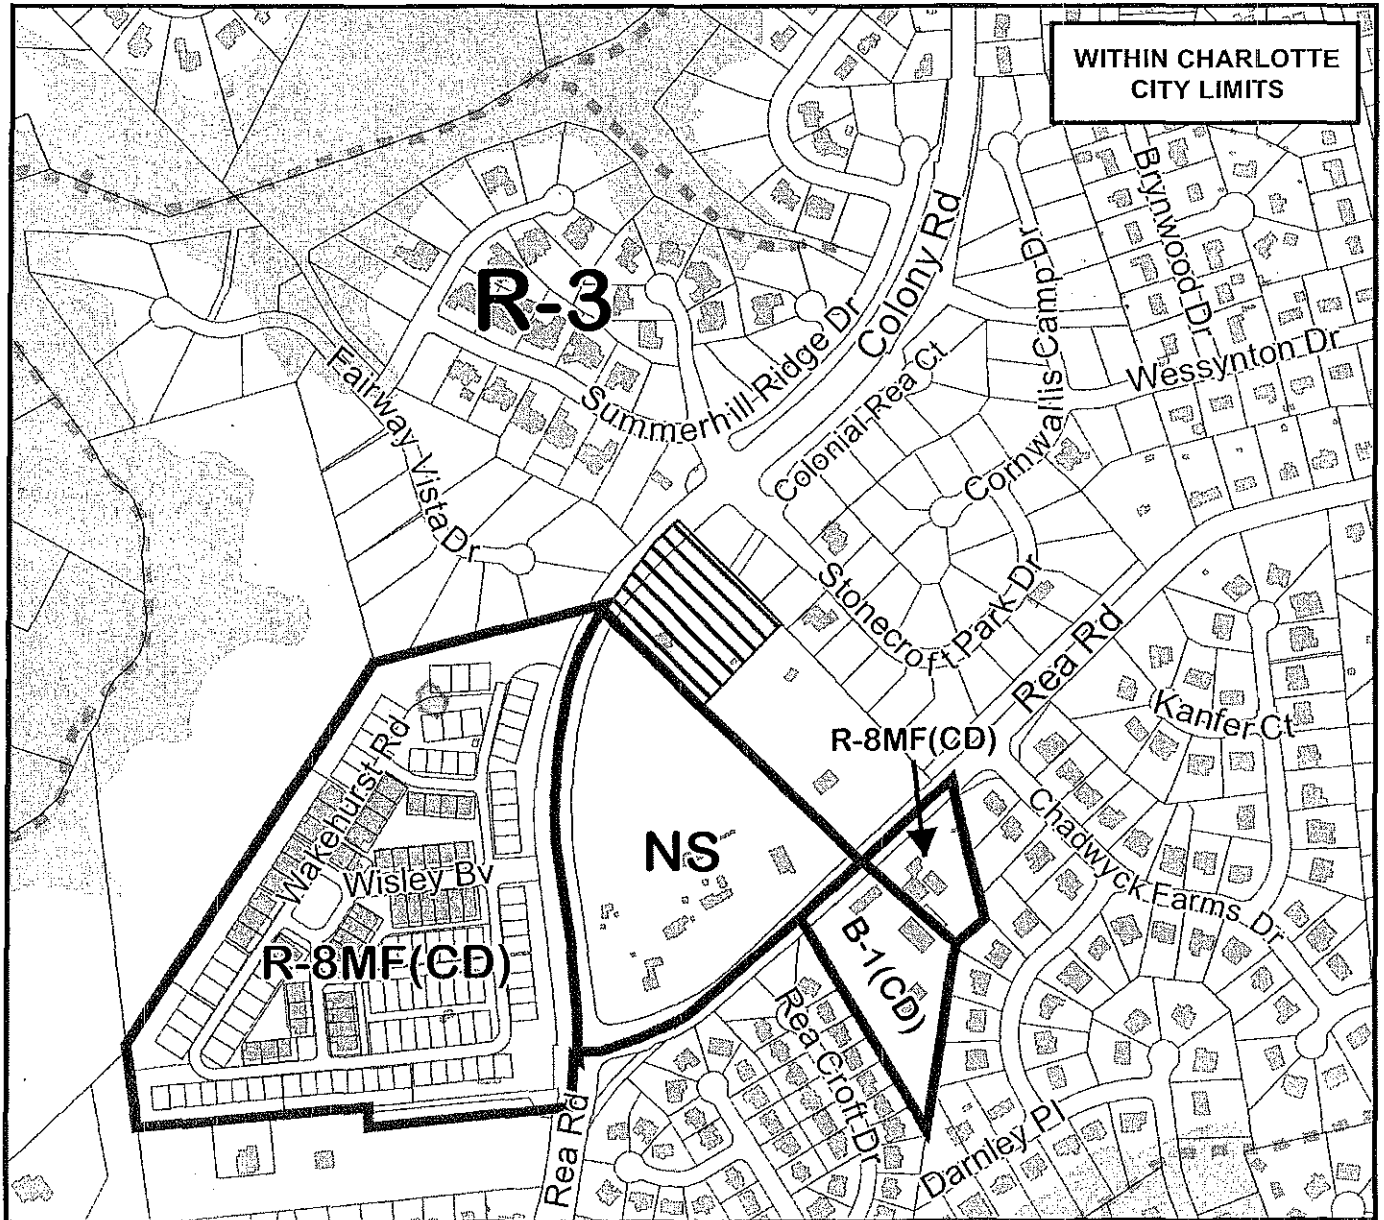 WITHIN CHARLOTTE
CITY LIMITS
Brynwood Dr
Colony Rd
Cornwallis Camp Dr
R-3
Summerhill Ridge Dr
Colonial Rea Ct
Wessynton Dr
Fairway Vista Dr
Stonecroft Park Dr
Rea Rd
Kanfer Ct
R-8MF(CD)
Wakehurst Rd
Chadwyck Farms Dr
NS
Wisley Bv
B-1(CD)
R-8MF(CD)
Rea Croft Dr
Darnley Pl
Rea Rd